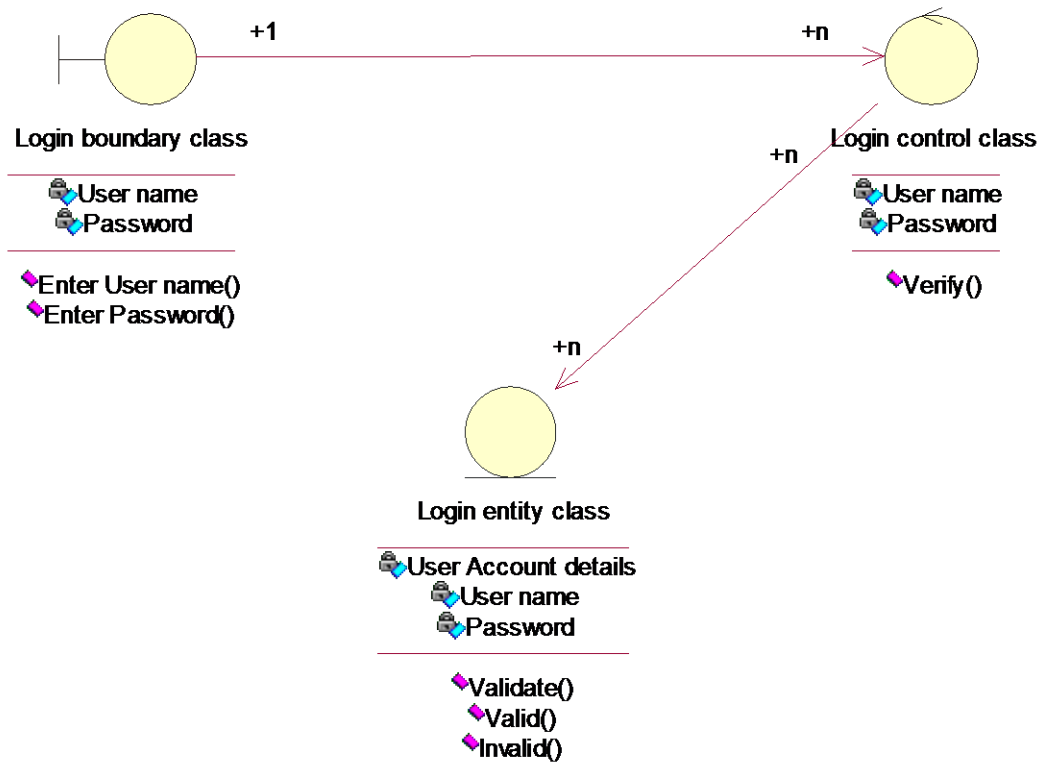 +1
+n
Login boundary class
User name
Password
Enter User name()
Enter Password()
Login control class
User name
Password
Verify()
+n
+n
Login entity class
User Account details
User name
Password
Validate()
Valid()
Invalid()